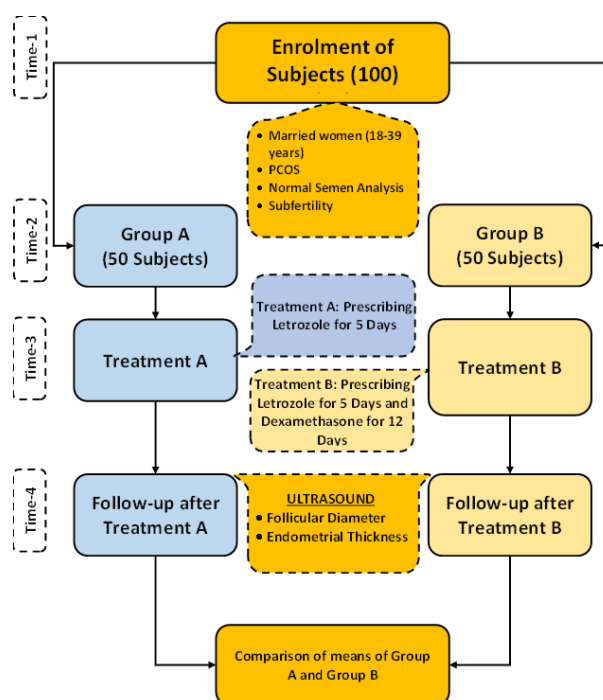 Time-1
Enrolment of
Subjects (100)
• Married women (18-39
years)
• PCOS
• Normal Semen Analysis
• Subfertility
Time-2
Group A
(50 Subjects)
Group B
(50 Subjects)
Treatment A: Prescribing
Letrozole for 5 Days
Time-3
Treatment A
Treatment B
Treatment B: Prescribing
Letrozole for 5 Days and
Dexamethasone for 12
Days
Time-4
Follow-up after
Treatment A
ULTRASOUND
• Follicular Diameter
• Endometrial Thickness
Follow-up after
Treatment B
Comparison of means of Group
A and Group B